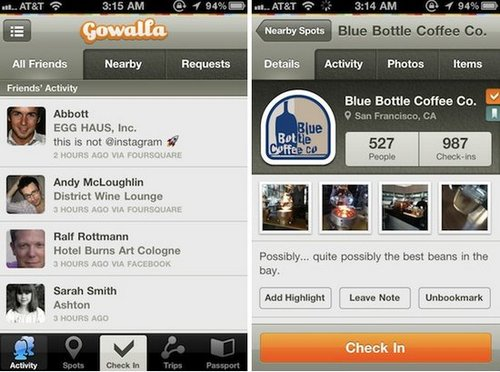 AT&T 3:15 AM 94%
Gowalla
All Friends Nearby Requests
Friends' Activity
Abbott
EGG HAUS, Inc.
this is not @instagram 🚀
2 HOURS AGO VIA FOURSQUARE
Andy McLoughlin
District Wine Lounge
3 HOURS AGO VIA FOURSQUARE
Ralf Rottmann
Hotel Burns Art Cologne
3 HOURS AGO VIA FACEBOOK
Sarah Smith
Ashton
3 HOURS AGO
Activity Spots Check In Trips Passport
AT&T 3:14 AM 94%
Nearby Spots Blue Bottle Coffee Co.
Details Activity Photos Items
Blue Bottle Coffee Co
Blue Bottle Coffee Co.
San Francisco, CA
527 987
People Check-ins
Possibly... quite possibly the best beans in the
bay.
Add Highlight Leave Note Unbookmark
Check In